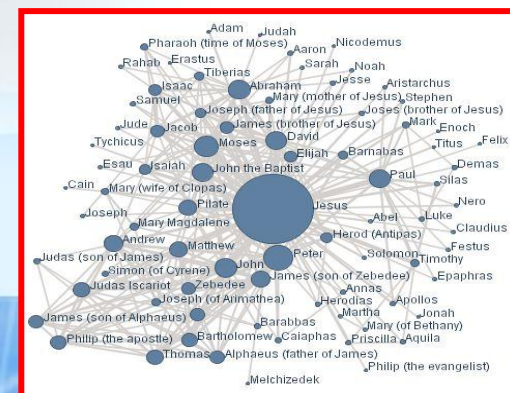 Adam
Judah
Pharaoh (time of Moses)
Nicodemus
Aaron
Rahab
Erastus
Sarah
Noah
Tiberias
Isaac
Abraham
Jesse
Aristarchus
Samuel
Mary (mother of Jesus)
Stephen
Joseph (father of Jesus)
Joses (brother of Jesus)
Jude
Jacob
James (brother of Jesus)
Mark
Enoch
Tychicus
Moses
David
Titus
Felix
Esau
Isaiah
Elijah
Barnabas
Demas
John the Baptist
Paul
Silas
Cain
Mary (wife of Clopas)
Nero
Joseph
Pilate
Jesus
Abel
Luke
Claudius
Mary Magdalene
Herod (Antipas)
Andrew
Matthew
Festus
Judas (son of James)
Peter
Solomon
Timothy
Simon (of Cyrene)
John
Epaphras
Judas Iscariot
Zebedee
James (son of Zebedee)
Annas
Joseph (of Arimathea)
Herodias
Apollos
Martha
Jonah
James (son of Alphaeus)
Barabbas
Mary (of Bethany)
Philip (the apostle)
Bartholomew
Caiaphas
Priscilla
Aquila
Thomas
Alphaeus (father of James)
Philip (the evangelist)
Melchizedek